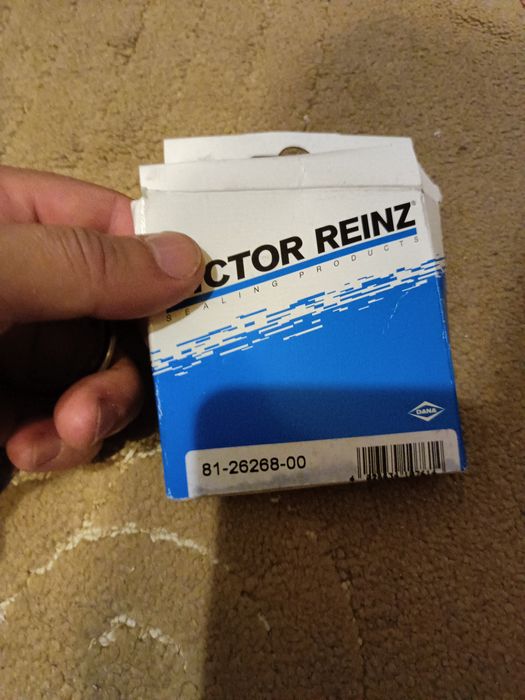 CTOR REINZ®
SEALING PRODUCTS
DANA
81-26268-00